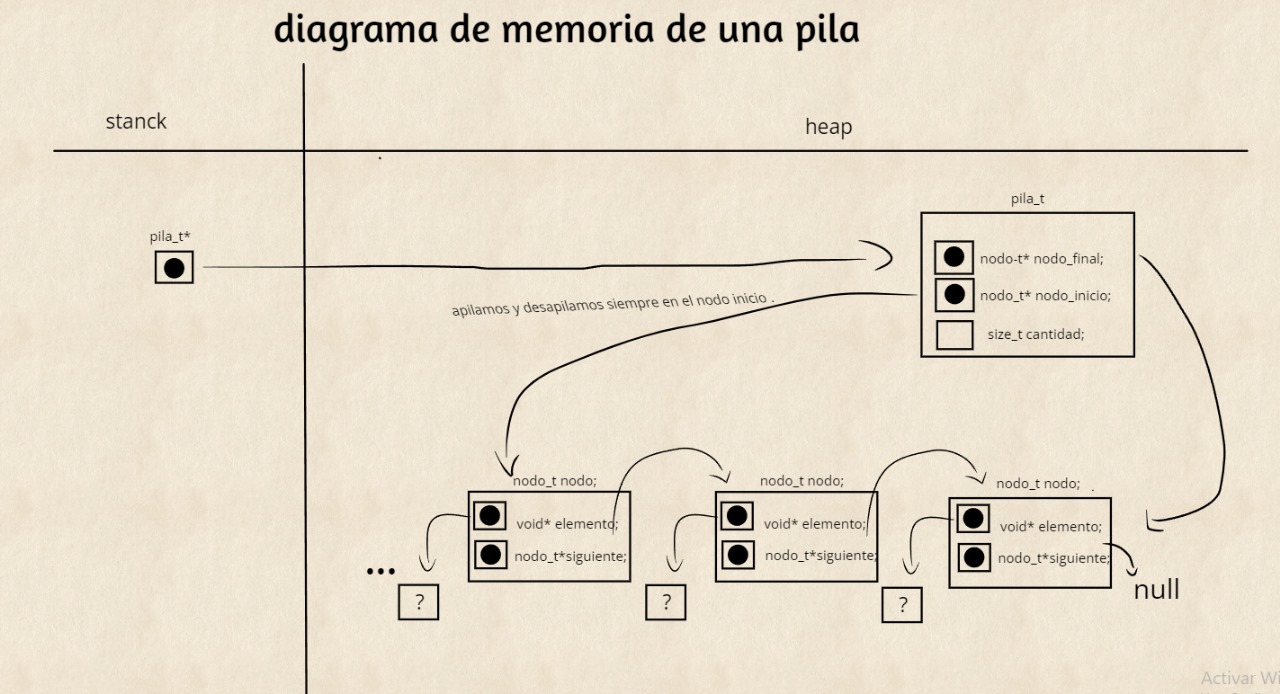 diagrama de memoria de una pila
stanck
heap
pila_t*
pila_t
nodo-t* nodo_final;
nodo_t* nodo_inicio;
size_t cantidad;
apilamos y desapilamos siempre en el nodo inicio .
nodo_t nodo;
void* elemento;
nodo_t*siguiente;
...
?
nodo_t nodo;
void* elemento;
nodo_t*siguiente;
?
nodo_t nodo;
void* elemento;
nodo_t*siguiente;
?
null
Activar Wi